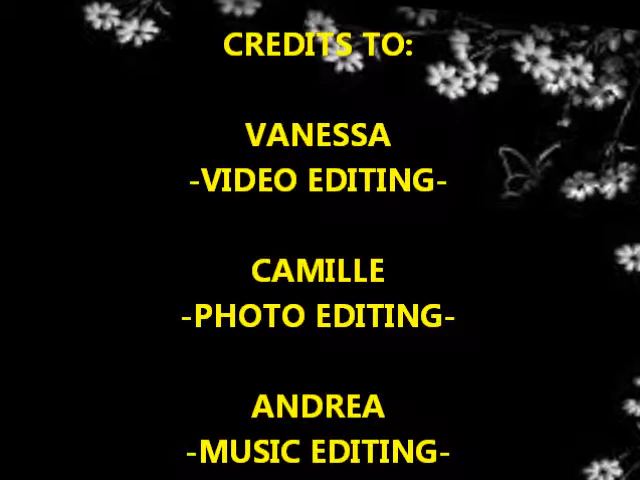 CREDITS TO:
VANESSA
-VIDEO EDITING-
CAMILLE
-PHOTO EDITING-
ANDREA
-MUSIC EDITING-